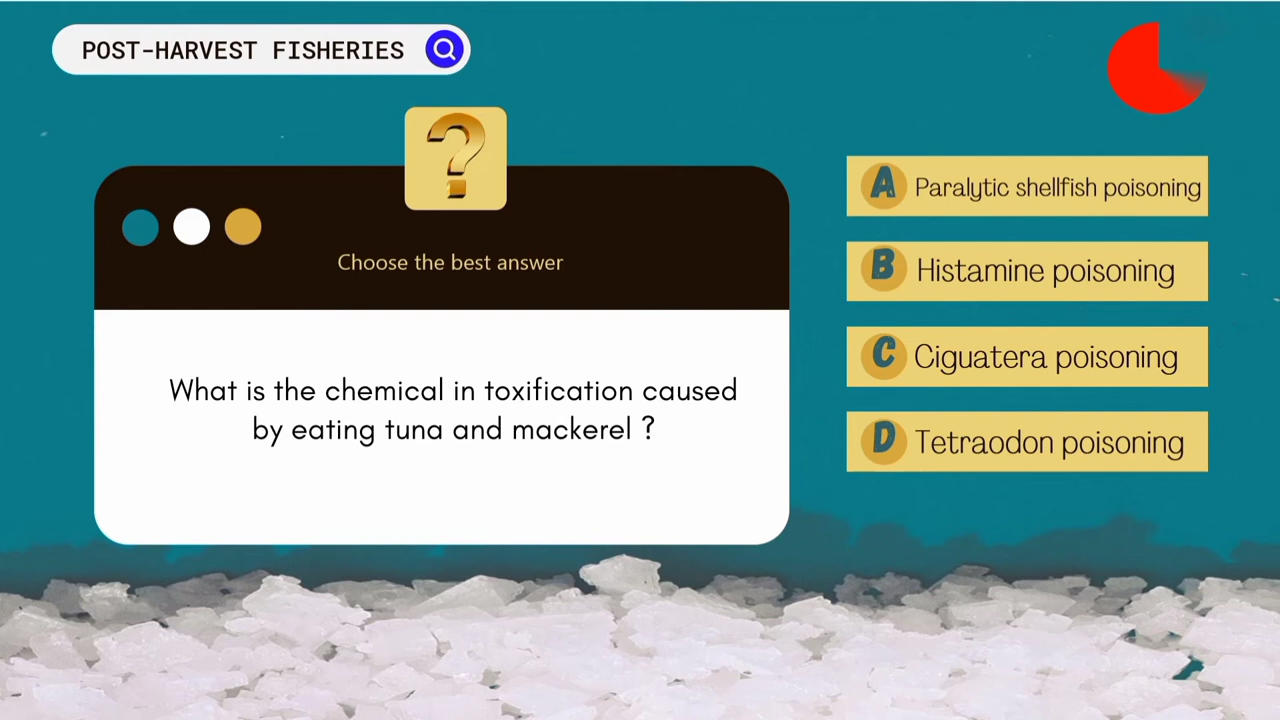 POST-HARVEST FISHERIES
?
Choose the best answer
What is the chemical in toxification caused
by eating tuna and mackerel ?
A Paralytic shellfish poisoning
B Histamine poisoning
C Ciguatera poisoning
D Tetraodon poisoning